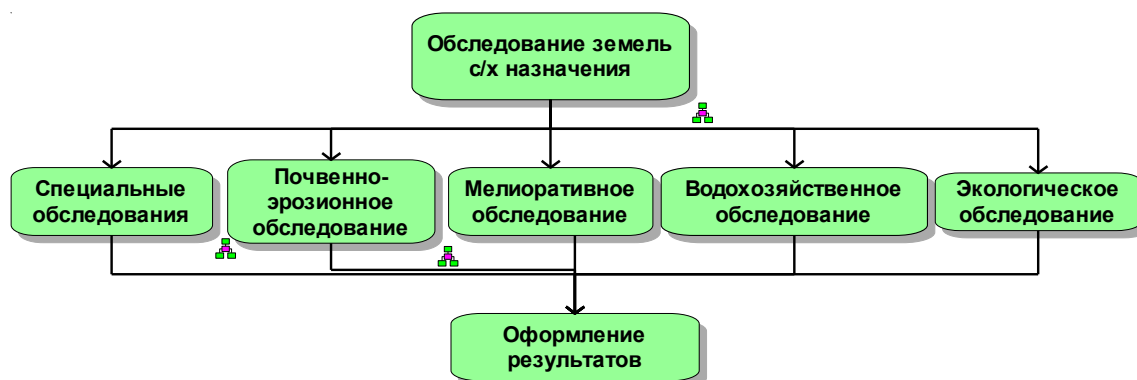 Обследование земель
с/х назначения
Специальные
обследования
Почвенно-
эрозионное
обследование
Мелиоративное
обследование
Водохозяйственное
обследование
Экологическое
обследование
Оформление
результатов